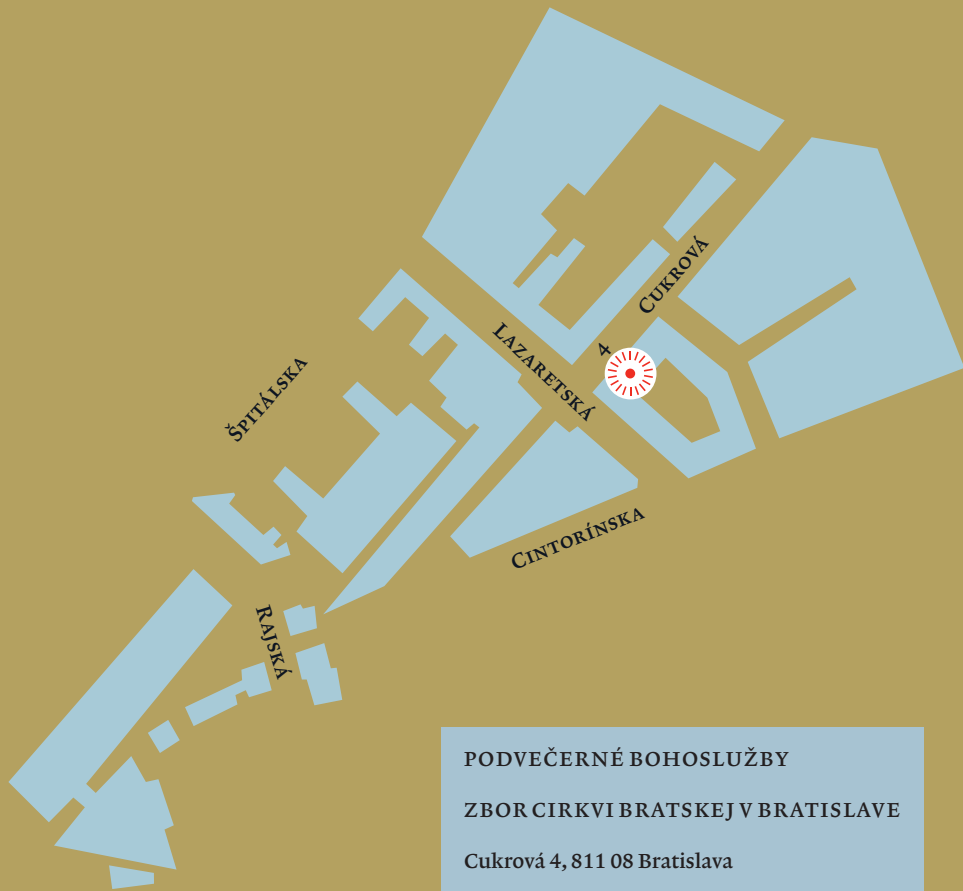 Cukrová
4
Lazaretská
Špitálska
Cintorínska
Rajská
PODVEČERNÉ BOHOSLUŽBY
ZBOR CIRKVI BRATSKEJ V BRATISLAVE
Cukrová 4, 811 08 Bratislava